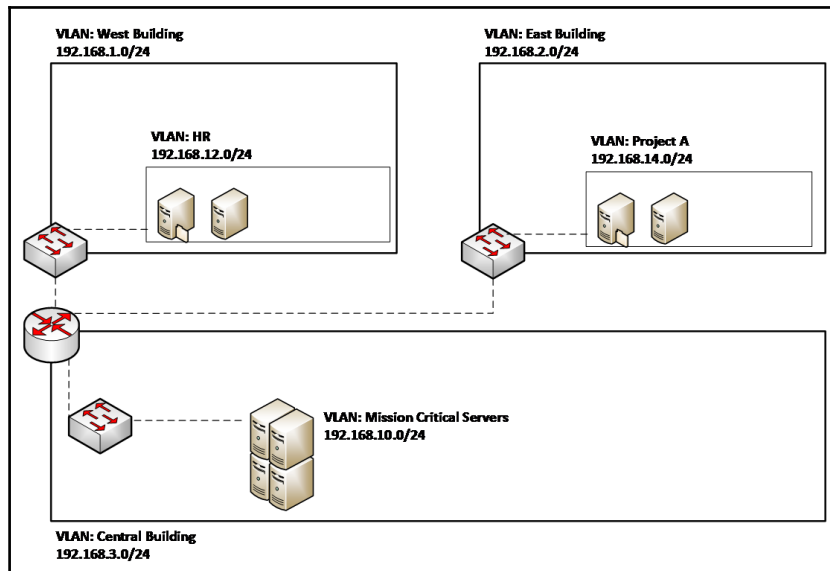 VLAN: West Building
192.168.1.0/24
VLAN: East Building
192.168.2.0/24
VLAN: HR
192.168.12.0/24
VLAN: Project A
192.168.14.0/24
VLAN: Mission Critical Servers
192.168.10.0/24
VLAN: Central Building
192.168.3.0/24